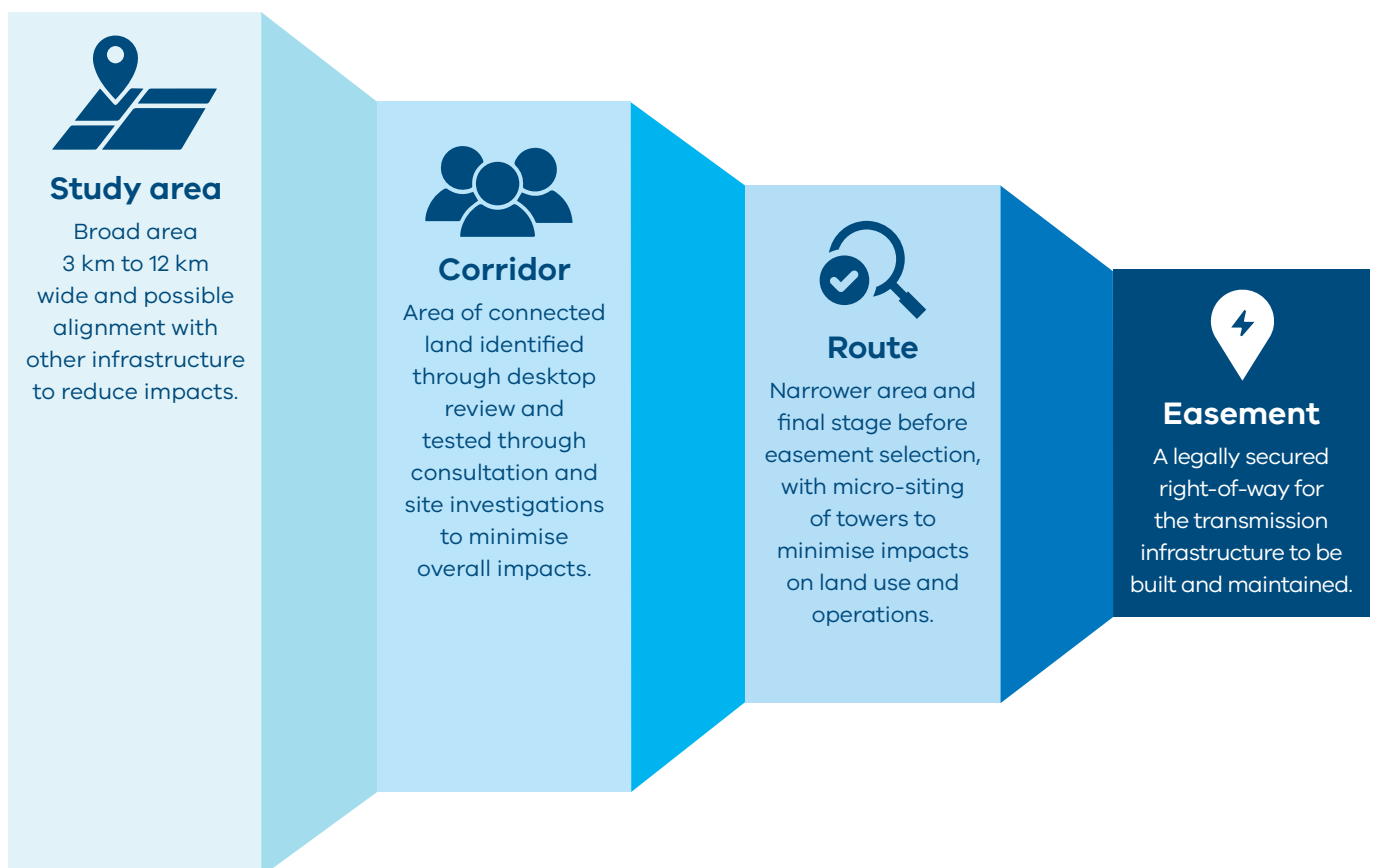 Study area
Broad area
3 km to 12 km
wide and possible
alignment with
other infrastructure
to reduce impacts.
Corridor
Area of connected
land identified
through desktop
review and
tested through
consultation and
site investigations
to minimise
overall impacts.
Route
Narrower area and
final stage before
easement selection,
with micro-siting
of towers to
minimise impacts
on land use and
operations.
Easement
A legally secured
right-of-way for
the transmission
infrastructure to be
built and maintained.